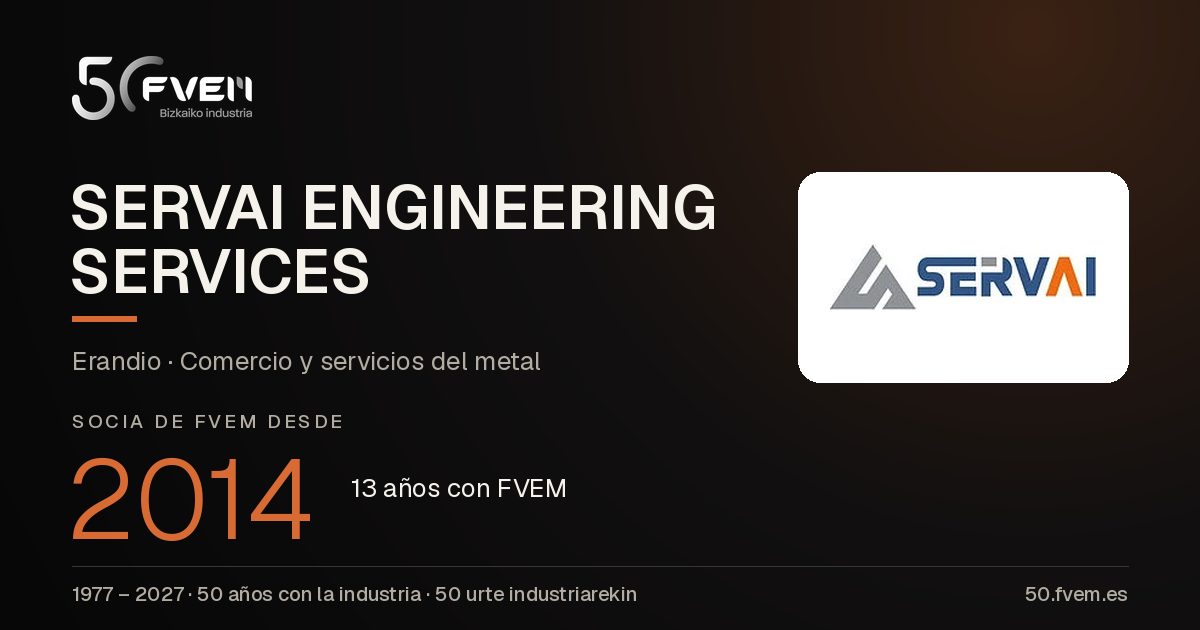 50 FVEM
Bizkaiko industria
SERVAI ENGINEERING
SERVICES
SERVAI
Erandio · Comercio y servicios del metal
SOCIA DE FVEM DESDE
2014
13 años con FVEM
1977 – 2027 · 50 años con la industria · 50 urte industriarekin
50.fvem.es